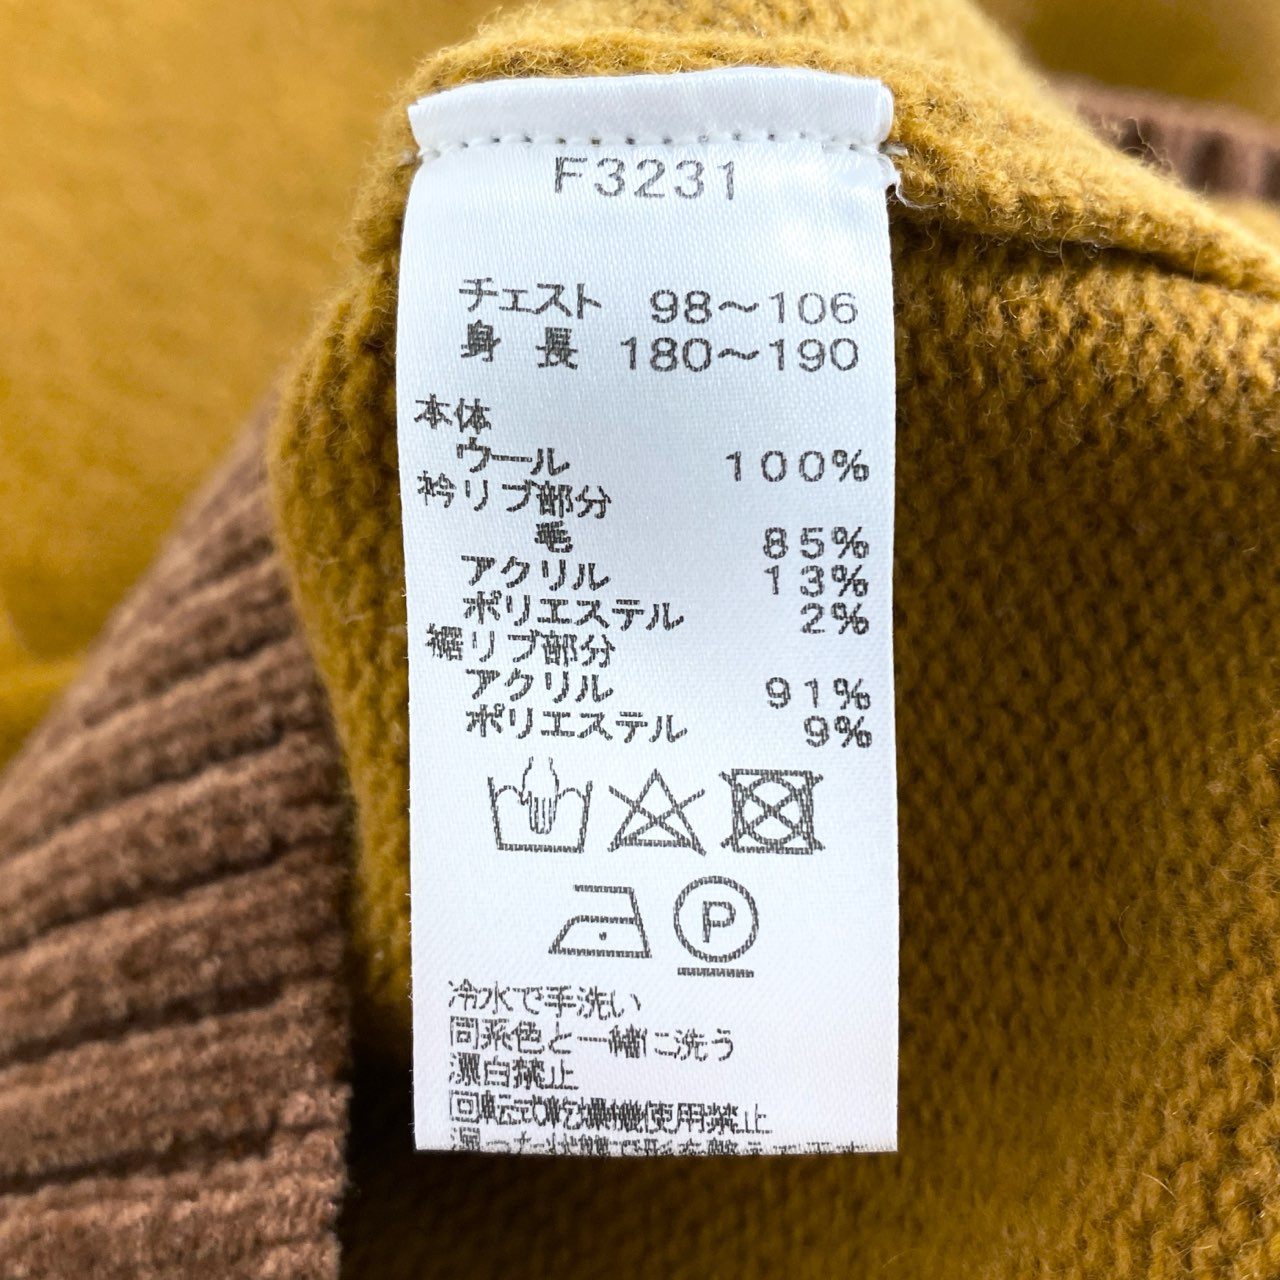 F3231
チェスト 98〜106
身 長 180〜190
本体
ウール 100%
衿リブ部分
毛 85%
アクリル 13%
ポリエステル 2%
裾リブ部分
アクリル 91%
ポリエステル 9%
P
冷水で手洗い
同系色と一緒に洗う
漂白禁止
回転式乾燥機使用禁止